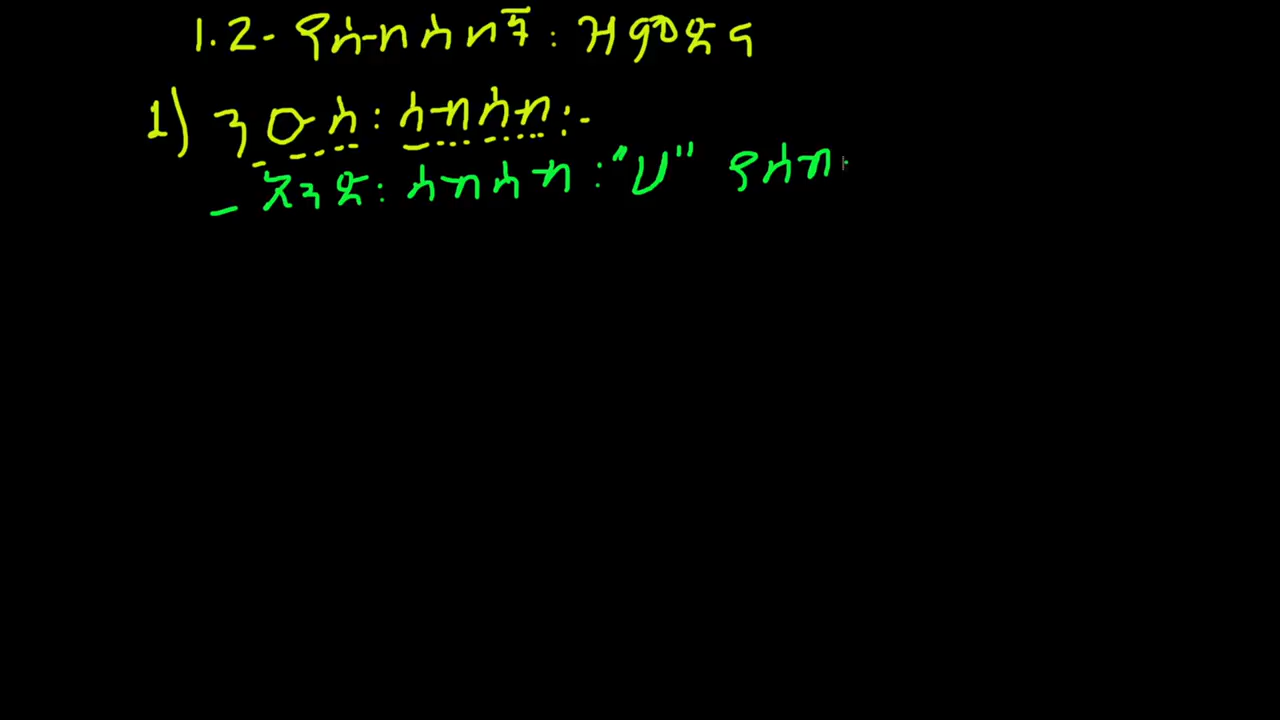 1.2- የስብስቦች፡ ዝምድና
1) ንዑስ፡ ስብስብ፡-
- አንድ፡ ስብስብ፡ "ሀ" የስብ